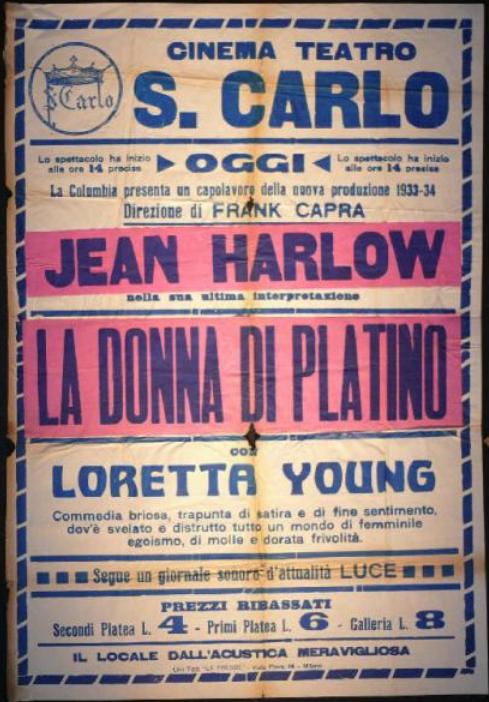 S. Carlo
CINEMA TEATRO
S. CARLO
Lo spettacolo ha inizio
alle ore 14 precise
OGGI
Lo spettacolo ha inizio
alle ore 14 precise
La Columbia presenta un capolavoro della nuova produzione 1933-34
Direzione di FRANK CAPRA
JEAN HARLOW
nella sua ultima interpretazione
LA DONNA DI PLATINO
con
LORETTA YOUNG
Commedia briosa, trapunta di satira e di fine sentimento,
dov'è svelato e distrutto tutto un mondo di femminile
egoismo, di molle e dorata frivolità.
Segue un giornale sonoro d'attualità LUCE
PREZZI RIBASSATI
Secondi Platea L. 4 - Primi Platea L. 6 - Galleria L. 8
IL LOCALE DALL'ACUSTICA MERAVIGLIOSA
Milano